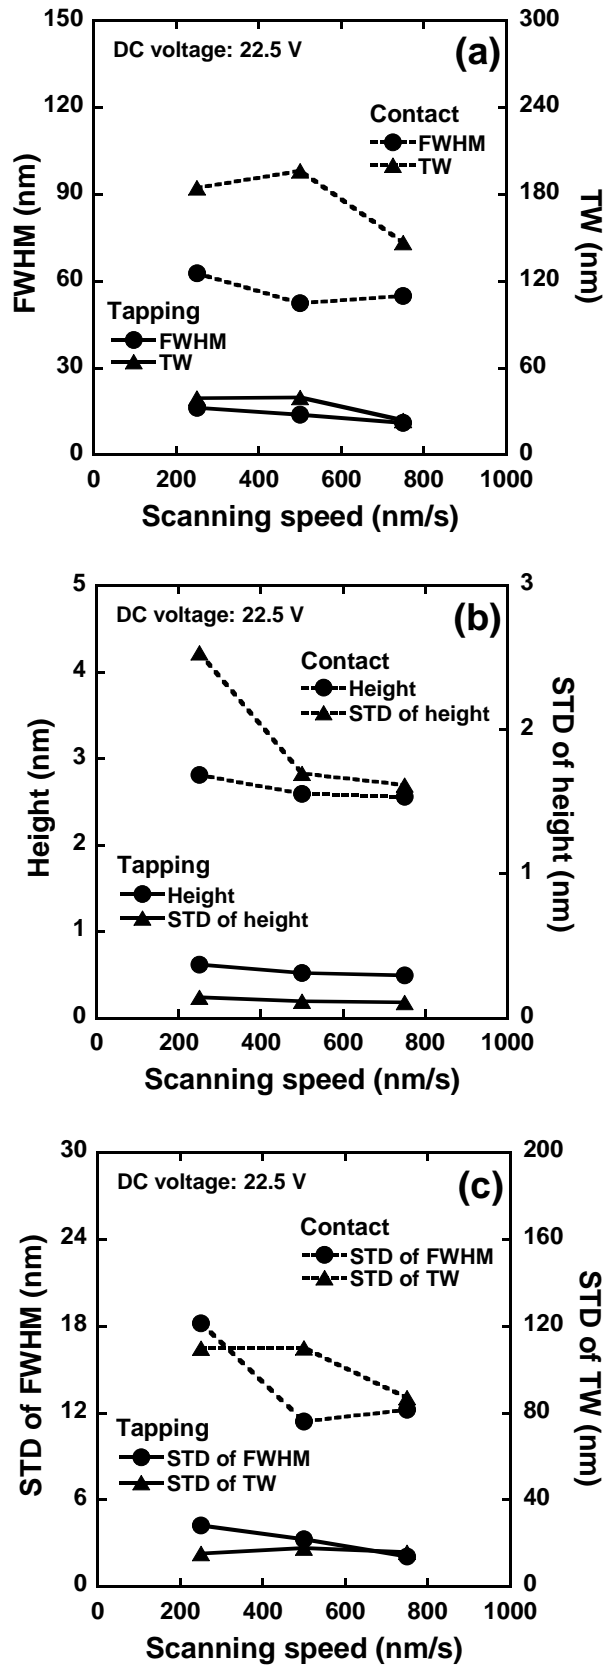 DC voltage: 22.5 V
(a)
Contact
FWHM
TW
Tapping
FWHM
TW
150
120
90
60
30
0
300
240
180
120
60
0
0 200 400 600 800 1000
FWHM (nm)
TW (nm)
Scanning speed (nm/s)
DC voltage: 22.5 V
(b)
Contact
Height
STD of height
Tapping
Height
STD of height
5
4
3
2
1
0
3
2
1
0
0 200 400 600 800 1000
Height (nm)
STD of height (nm)
Scanning speed (nm/s)
DC voltage: 22.5 V
(c)
Contact
STD of FWHM
STD of TW
Tapping
STD of FWHM
STD of TW
30
24
18
12
6
0
200
160
120
80
40
0
0 200 400 600 800 1000
STD of FWHM (nm)
STD of TW (nm)
Scanning speed (nm/s)